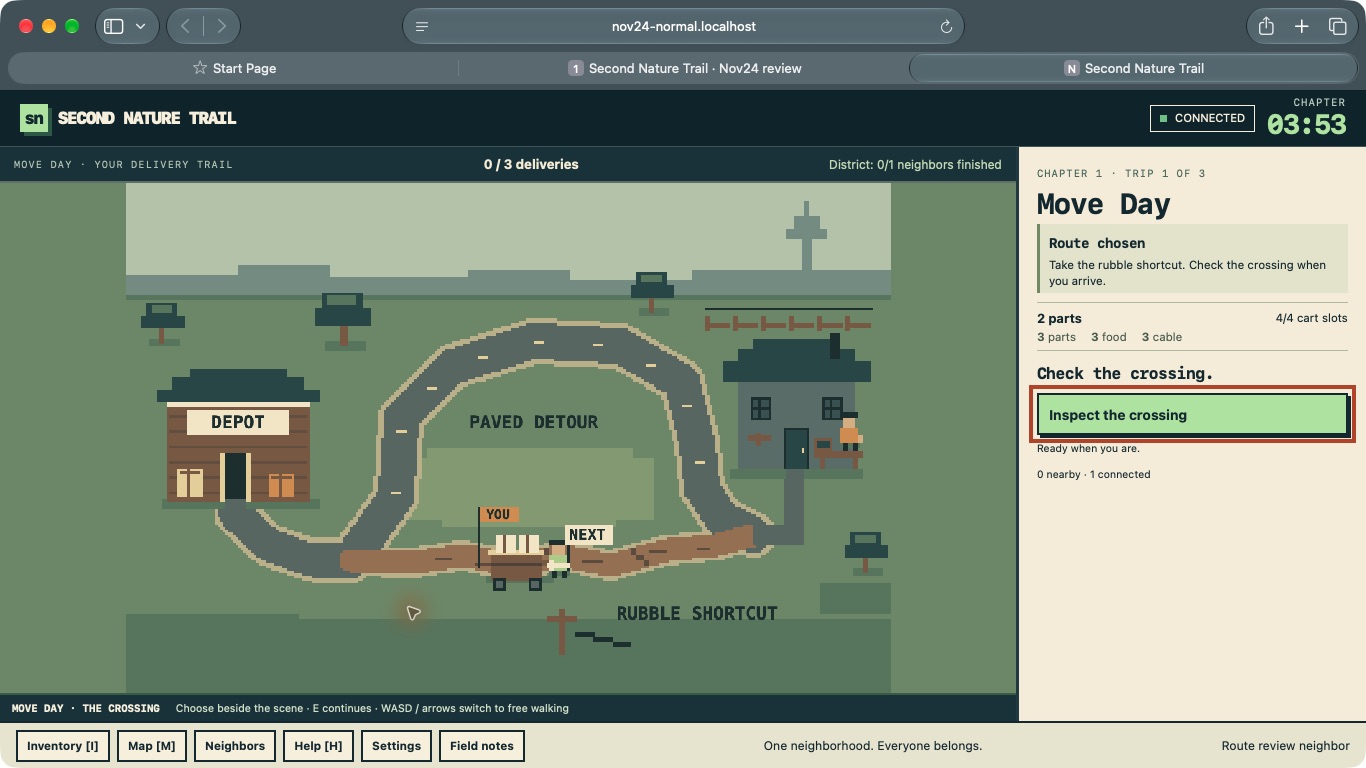 nov24-normal.localhost
Start Page
1 Second Nature Trail · Nov24 review
N Second Nature Trail
sn SECOND NATURE TRAIL
CONNECTED
CHAPTER
03:53
MOVE DAY · YOUR DELIVERY TRAIL
0 / 3 deliveries
District: 0/1 neighbors finished
DEPOT
PAVED DETOUR
YOU
NEXT
RUBBLE SHORTCUT
CHAPTER 1 · TRIP 1 OF 3
Move Day
Route chosen
Take the rubble shortcut. Check the crossing when
you arrive.
2 parts
4/4 cart slots
3 parts 3 food 3 cable
Check the crossing.
Inspect the crossing
Ready when you are.
0 nearby · 1 connected
MOVE DAY · THE CROSSING
Choose beside the scene · E continues · WASD / arrows switch to free walking
Inventory [I]
Map [M]
Neighbors
Help [H]
Settings
Field notes
One neighborhood. Everyone belongs.
Route review neighbor